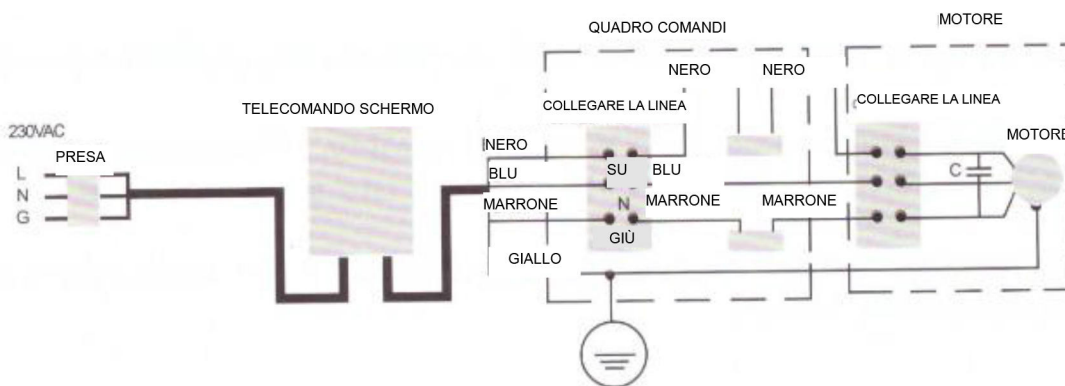 MOTORE
QUADRO COMANDI
NERO NERO
TELECOMANDO SCHERMO
COLLEGARE LA LINEA
COLLEGARE LA LINEA
230VAC
PRESA
MOTORE
L
N
G
NERO
BLU
SU
BLU
C
MARRONE
N
MARRONE
MARRONE
GIÙ
GIALLO